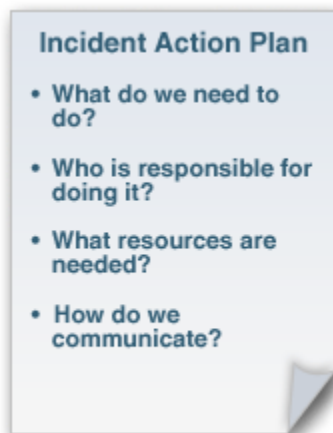 Incident Action Plan
• What do we need to
do?
• Who is responsible for
doing it?
• What resources are
needed?
• How do we
communicate?